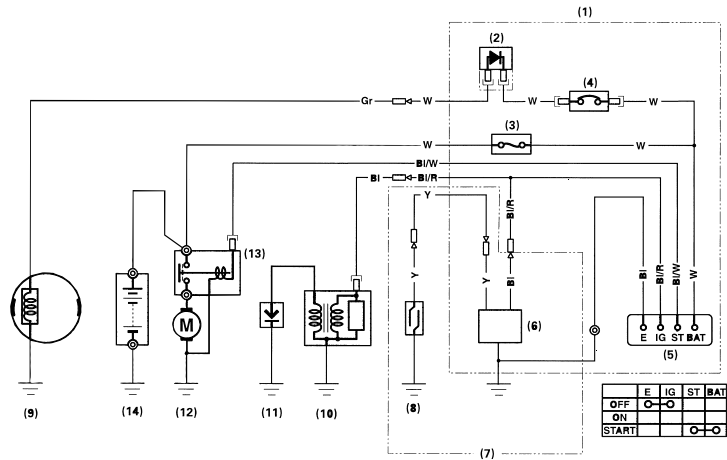 (1)
(2)
(4)
Gr W W W
(3)
W W
Bl/W
Bl Bl/R
Y
Bl/R
Y
Y
Bl
Bl
Bl/R
Bl/W
W
(13)
M
(6)
E IG ST BAT
(5)
(9)
(14)
(12)
(11)
(10)
(8)
(7)
E IG ST BAT
OFF
ON
START